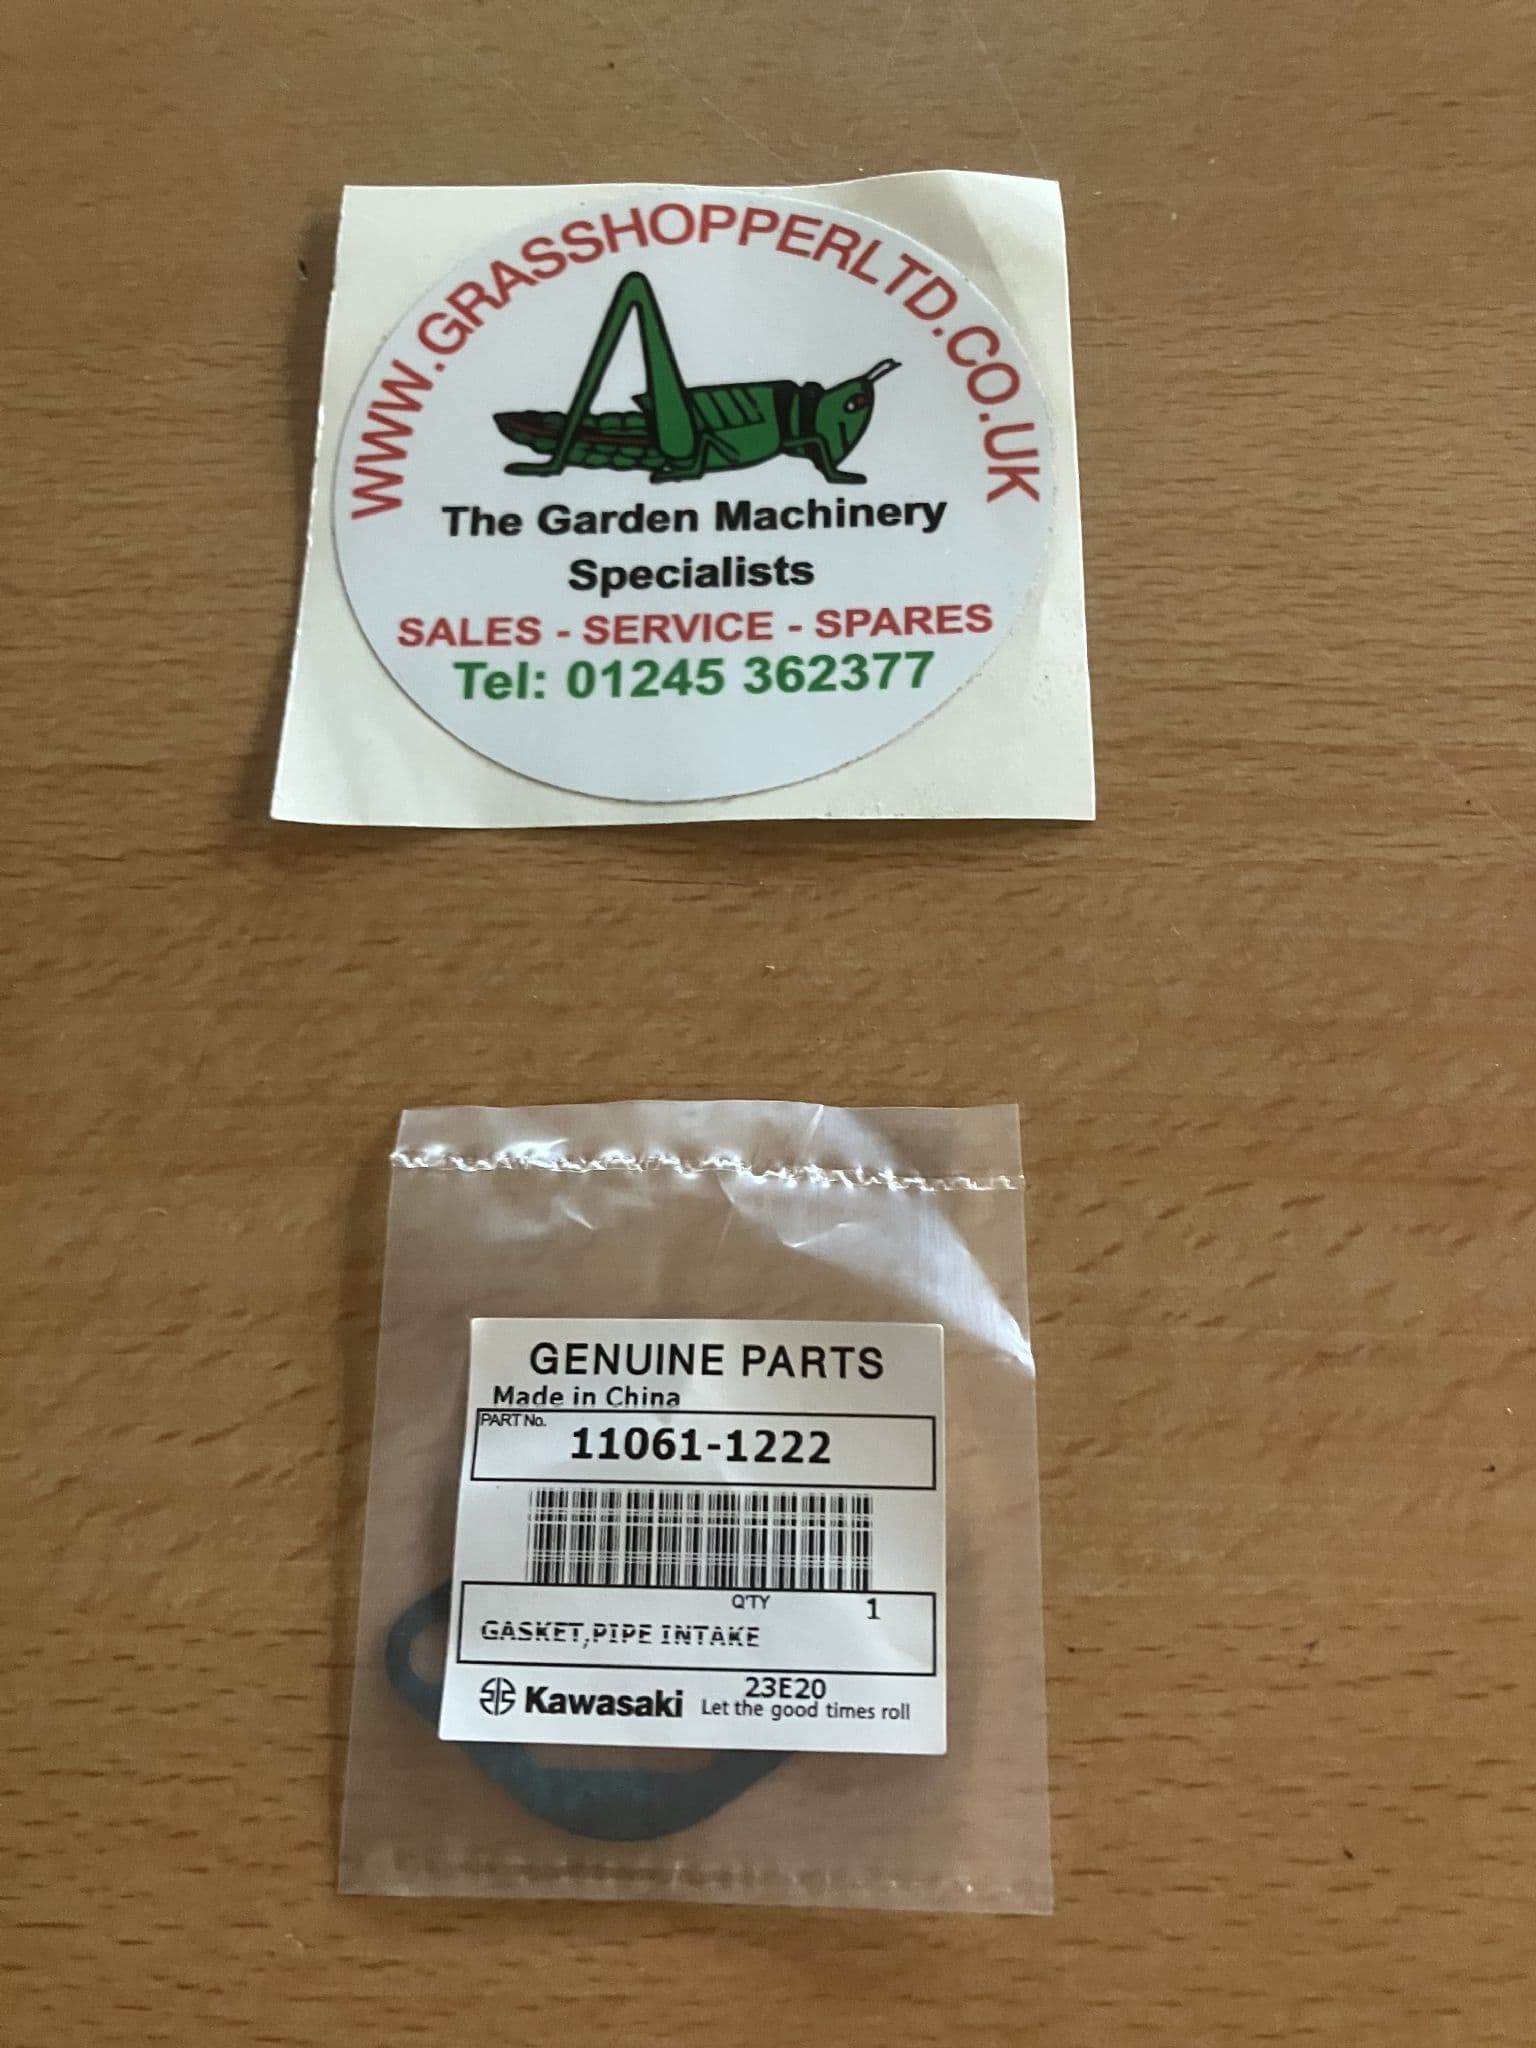 WWW.GRASSHOPPERLTD.CO.UK
The Garden Machinery
Specialists
SALES - SERVICE - SPARES
Tel: 01245 362377
GENUINE PARTS
Made in China
PART No.
11061-1222
Q'TY 1
GASKET,PIPE INTAKE
23E20
Kawasaki Let the good times roll